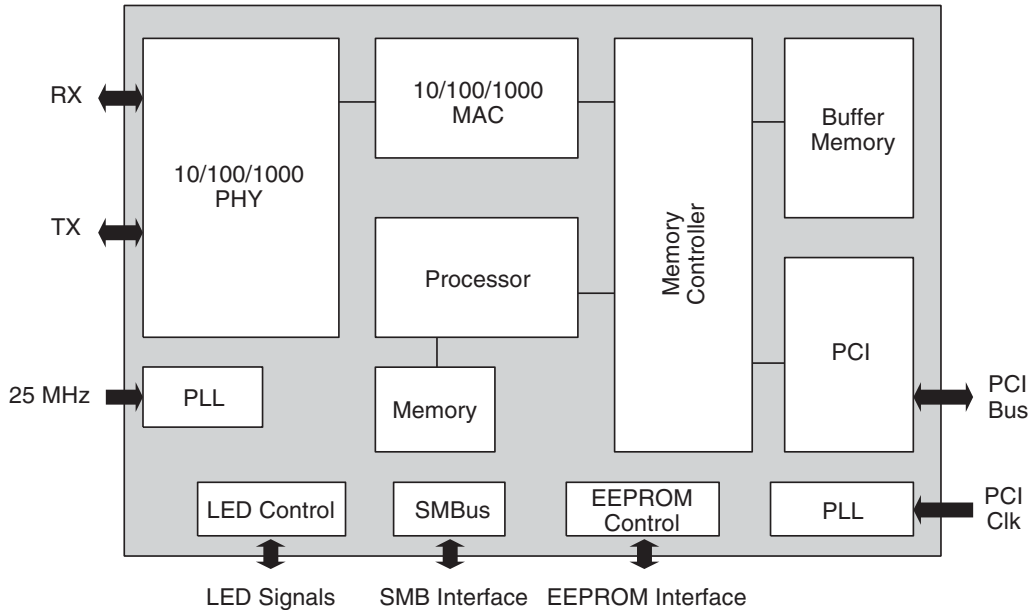 RX
TX
25 MHz
10/100/1000
PHY
10/100/1000
MAC
Processor
Memory
Memory
Controller
Buffer
Memory
PCI
PCI
Bus
PLL
LED Control
SMBus
EEPROM
Control
PLL
PCI
Clk
LED Signals
SMB Interface
EEPROM Interface